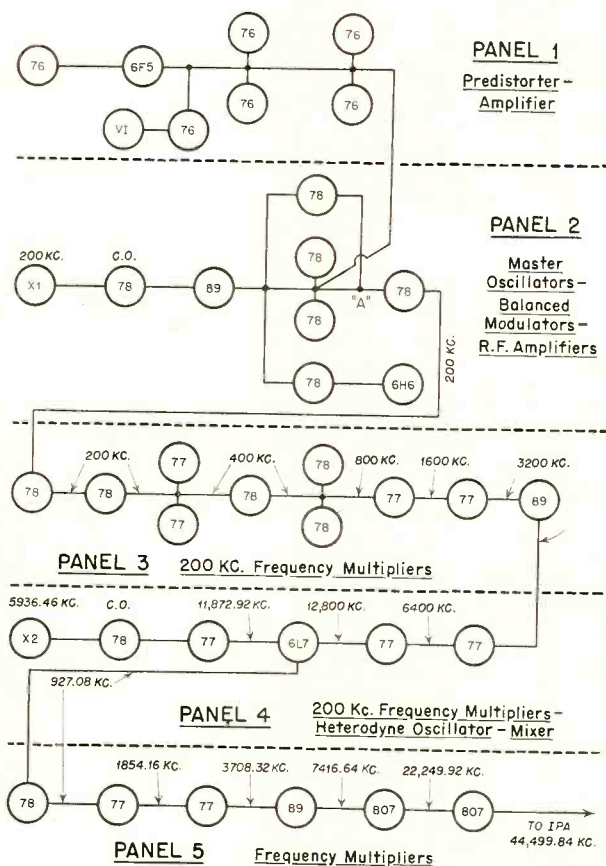 76
76
PANEL 1
76
6F5
Predistorter-
Amplifier
76
76
VI
76
78
PANEL 2
200 KC.
C.O.
78
Master
Oscillators-
Balanced
Modulators-
R.F. Amplifiers
X1
78
89
"A"
78
78
78
6H6
200 KC.
200 KC.
77
400 KC.
78
800 KC.
1600 KC.
3200 KC.
78
78
78
77
77
89
77
78
PANEL 3
200 KC. Frequency Multipliers
5936.46 KC.
C.O.
11,872.92 KC.
12,800 KC.
6400 KC.
X2
78
77
6L7
77
77
927.08 KC.
PANEL 4
200 Kc. Frequency Multipliers-
Heterodyne Oscillator-Mixer
1854.16 KC.
3708.32 KC.
7416.64 KC.
22,249.92 KC.
78
77
77
89
807
807
TO IPA
44,499.84 KC.
PANEL 5
Frequency Multipliers